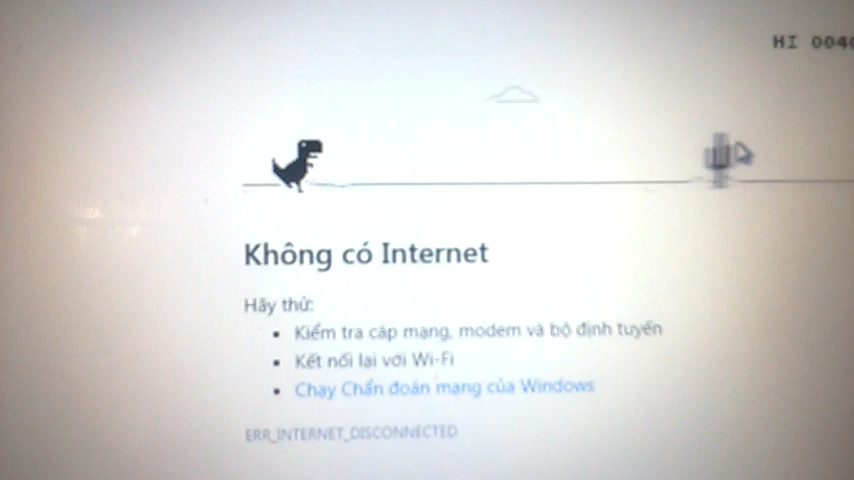 HI 004
Không có Internet
Hãy thử:
Kiểm tra cáp mạng, modem và bộ định tuyến
Kết nối lại với Wi-Fi
Chạy Chẩn đoán mạng của Windows
ERR_INTERNET_DISCONNECTED